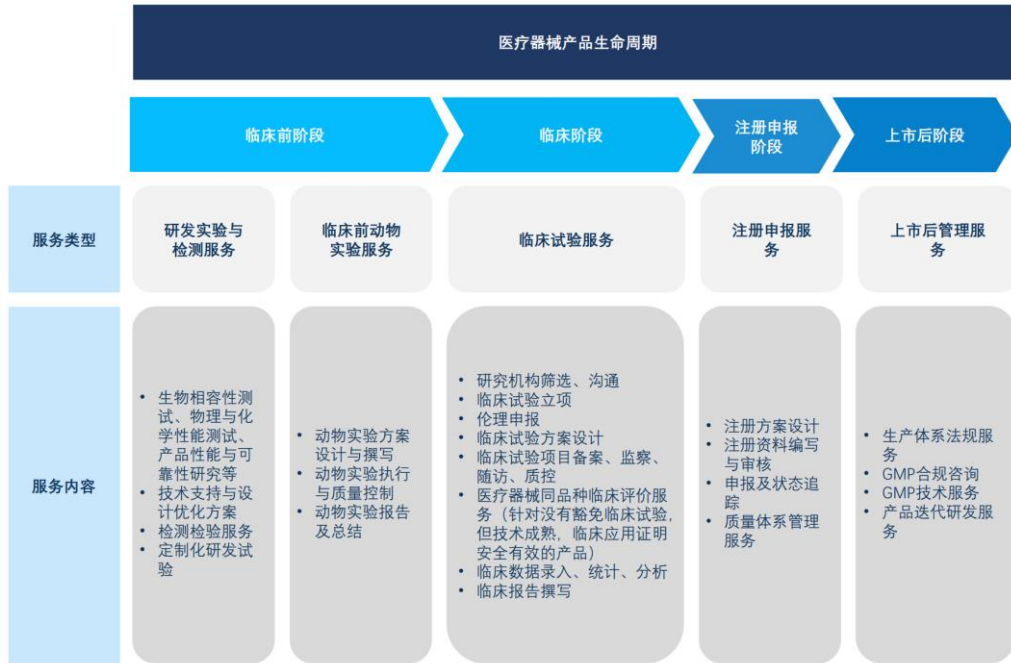 医疗器械产品生命周期
临床前阶段
临床阶段
注册申报
阶段
上市后阶段
服务类型
研发实验与
检测服务
临床前动物
实验服务
临床试验服务
注册申报服
务
上市后管理服
务
服务内容
• 生物相容性测
试、物理与化
学性能测试、
产品性能与可
靠性研究等
• 技术支持与设
计优化方案
• 检测检验服务
• 定制化研发试
验
• 动物实验方案
设计与撰写
• 动物实验执行
与质量控制
• 动物实验报告
及总结
• 研究机构筛选、沟通
• 临床试验立项
• 伦理申报
• 临床试验方案设计
• 临床试验项目备案、监察、
随访、质控
• 医疗器械同品种临床评价服
务（针对没有豁免临床试验，
但技术成熟，临床应用证明
安全有效的产品）
• 临床数据录入、统计、分析
• 临床报告撰写
• 注册方案设计
• 注册资料编写
与审核
• 申报及状态追
踪
• 质量体系管理
服务
• 生产体系法规服
务
• GMP合规咨询
• GMP技术服务
• 产品迭代研发服
务